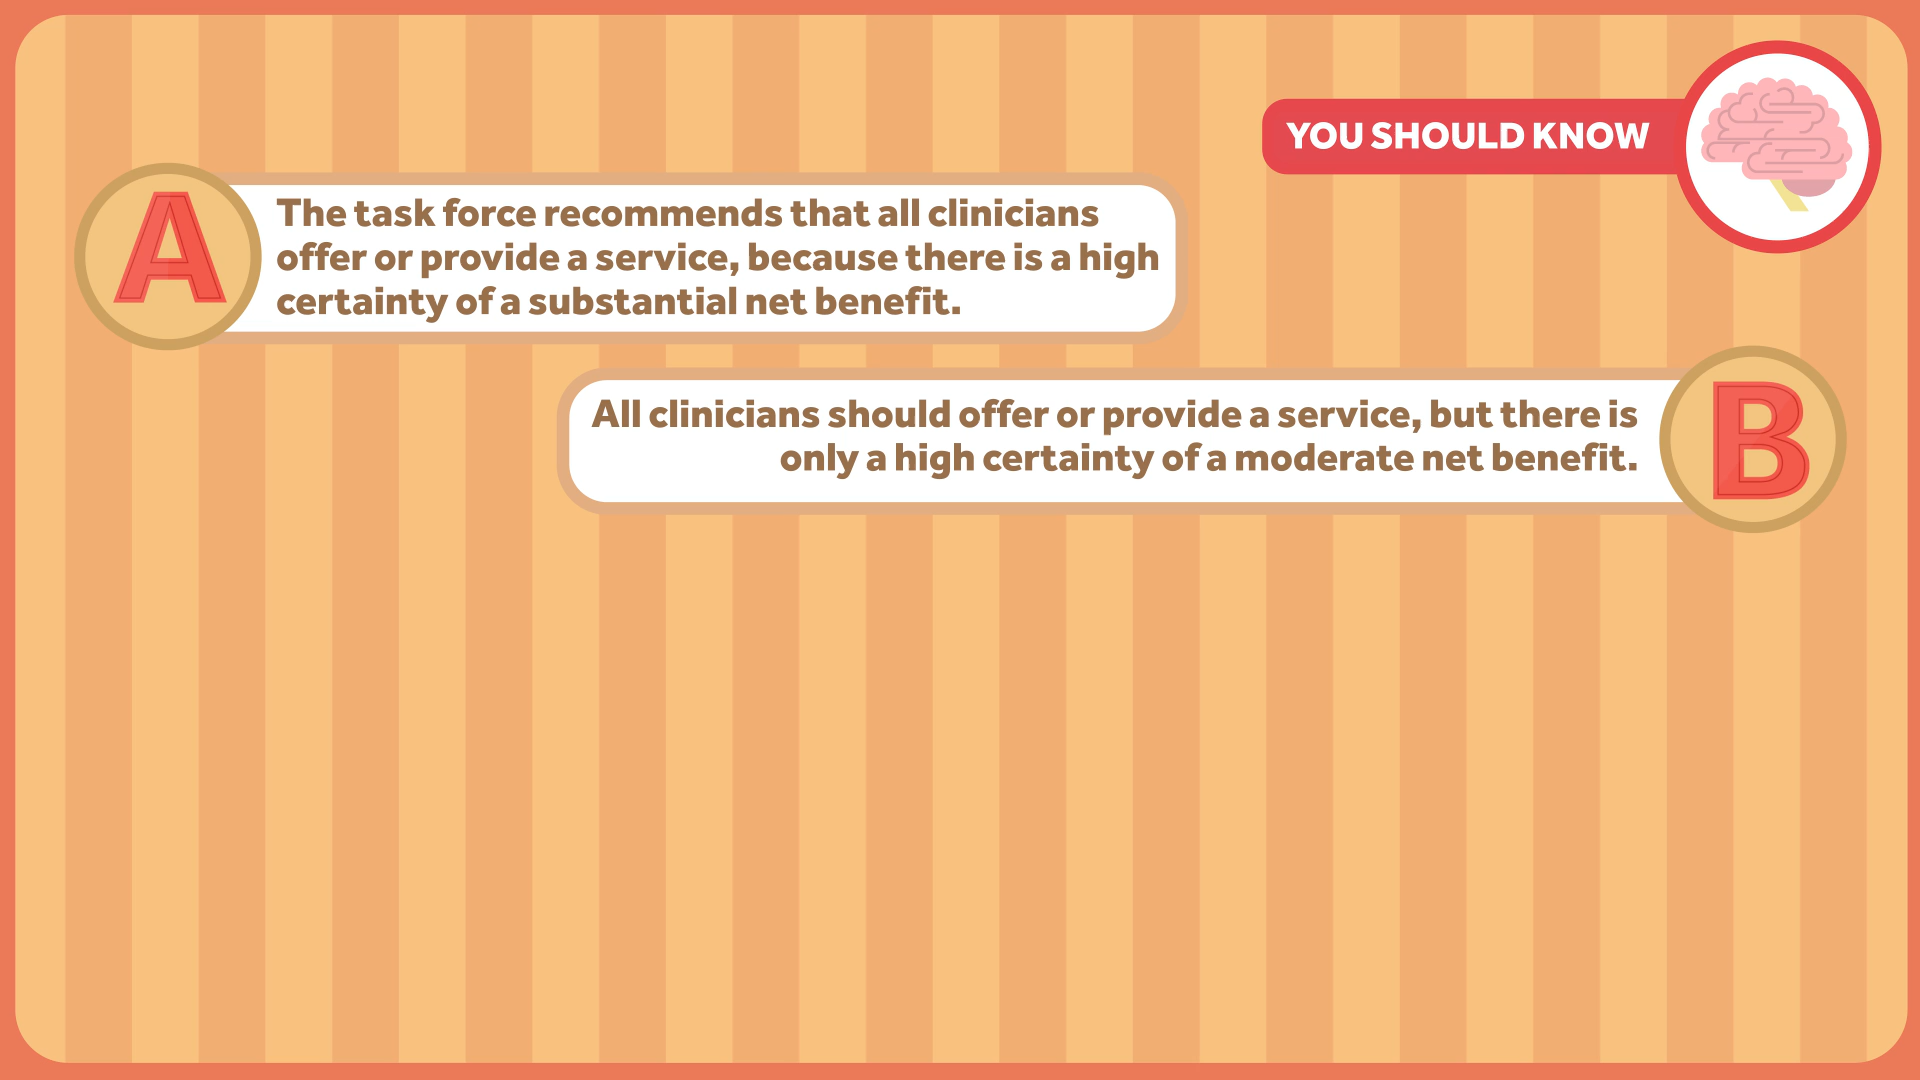 YOU SHOULD KNOW
A
The task force recommends that all clinicians
offer or provide a service, because there is a high
certainty of a substantial net benefit.
All clinicians should offer or provide a service, but there is
only a high certainty of a moderate net benefit.
B